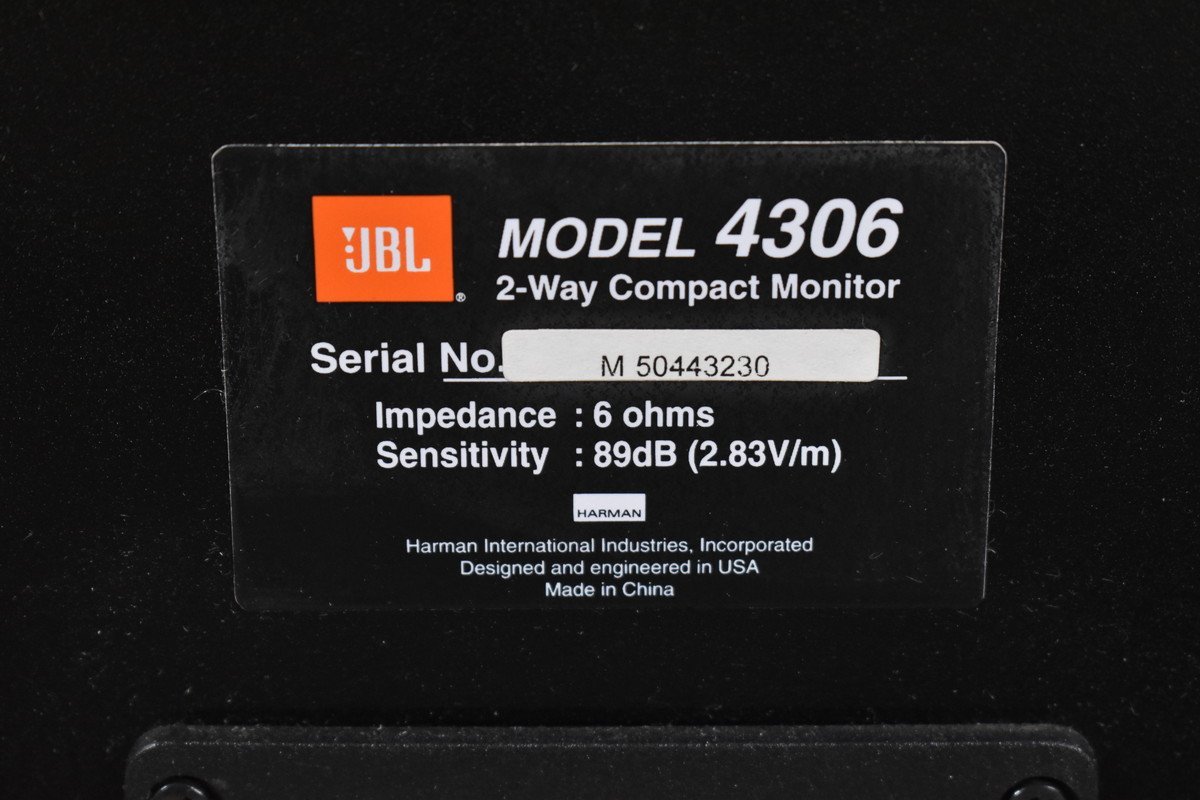 JBL®
MODEL 4306
2-Way Compact Monitor
Serial No. M 50443230
Impedance : 6 ohms
Sensitivity : 89dB (2.83V/m)
HARMAN
Harman International Industries, Incorporated
Designed and engineered in USA
Made in China